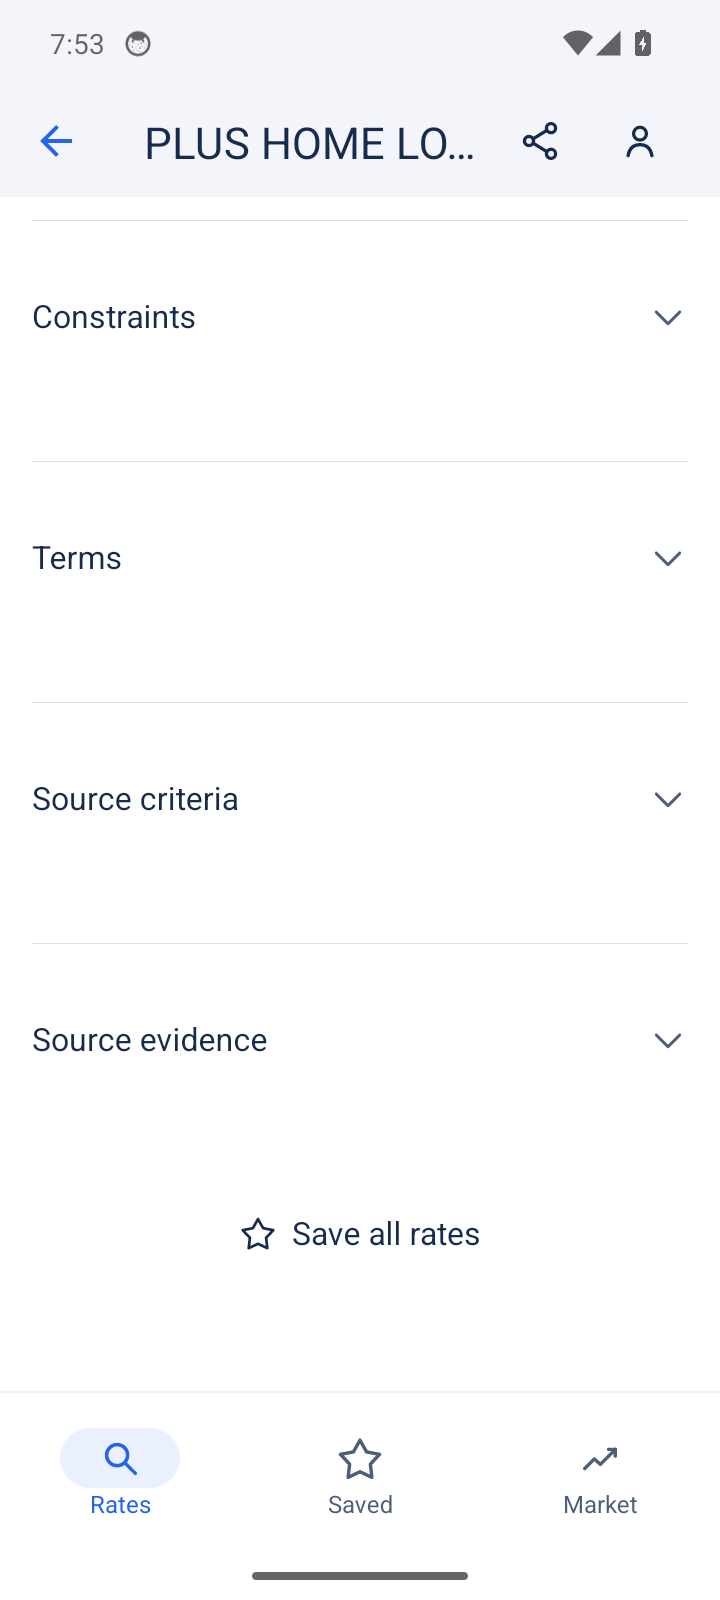 7:53
PLUS HOME LO…
Constraints
Terms
Source criteria
Source evidence
Save all rates
Rates
Saved
Market